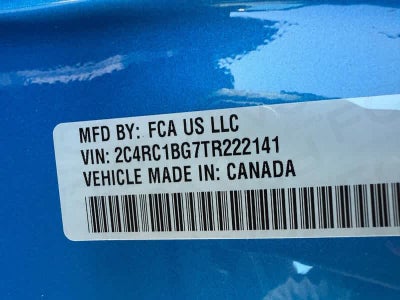 MFD BY: FCA US LLC
VIN: 2C4RC1BG7TR222141
VEHICLE MADE IN: CANADA